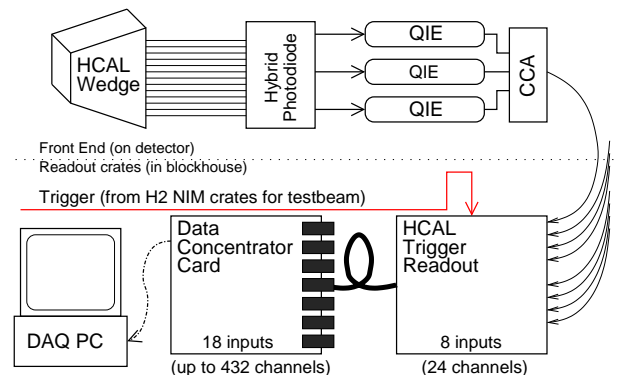 HCAL
Wedge
Hybrid
Photodiode
QIE
QIE
QIE
CCA
Front End (on detector)
Readout crates (in blockhouse)
Trigger (from H2 NIM crates for testbeam)
DAQ PC
Data
Concentrator
Card
18 inputs
(up to 432 channels)
HCAL
Trigger
Readout
8 inputs
(24 channels)